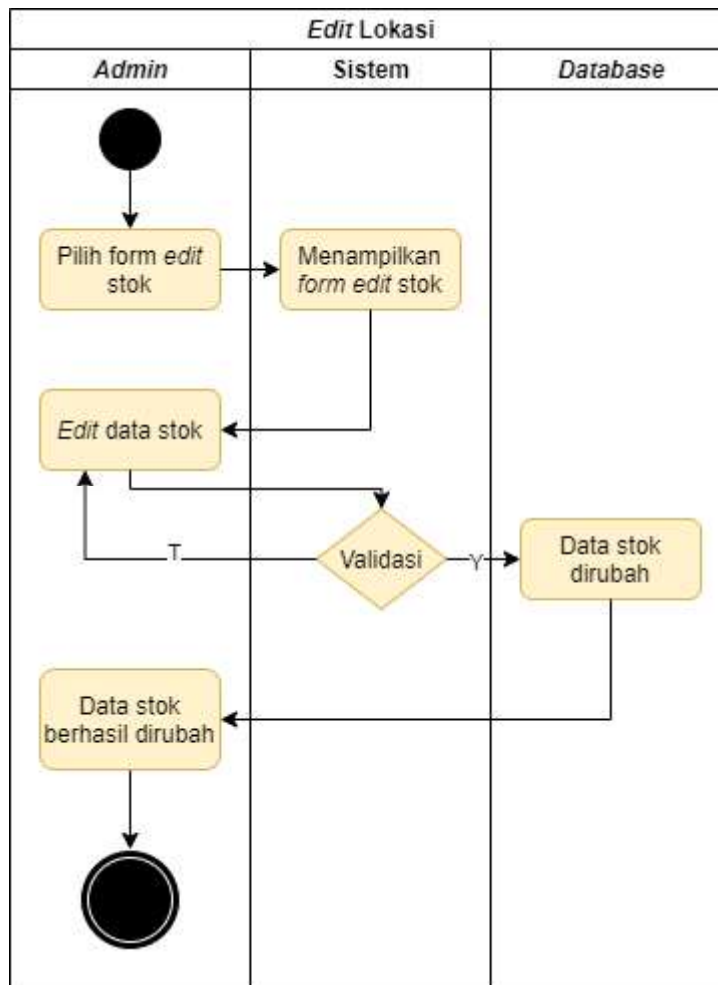 Edit Lokasi
Admin
Sistem
Database
Pilih form edit
stok
Menampilkan
form edit stok
Edit data stok
T
Validasi
Y
Data stok
dirubah
Data stok
berhasil dirubah